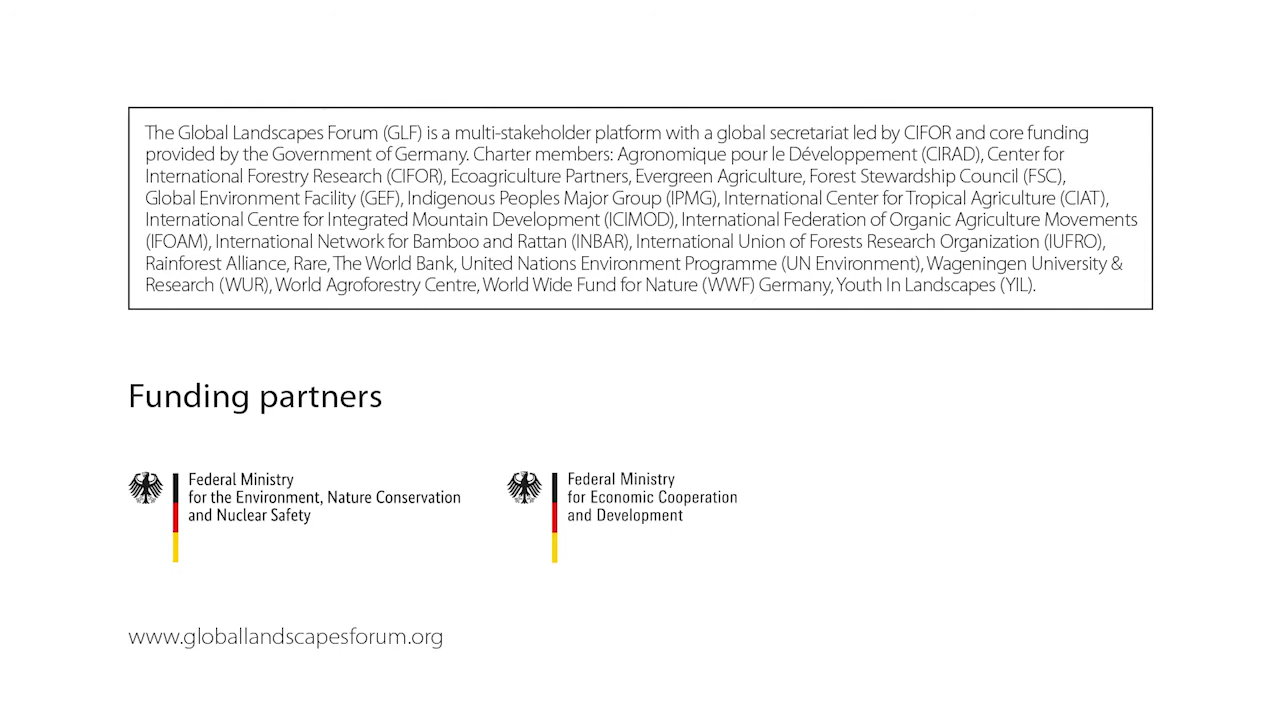 The Global Landscapes Forum (GLF) is a multi-stakeholder platform with a global secretariat led by CIFOR and core funding
provided by the Government of Germany. Charter members: Agronomique pour le Développement (CIRAD), Center for
International Forestry Research (CIFOR), Ecoagriculture Partners, Evergreen Agriculture, Forest Stewardship Council (FSC),
Global Environment Facility (GEF), Indigenous Peoples Major Group (IPMG), International Center for Tropical Agriculture (CIAT),
International Centre for Integrated Mountain Development (ICIMOD), International Federation of Organic Agriculture Movements
(IFOAM), International Network for Bamboo and Rattan (INBAR), International Union of Forests Research Organization (IUFRO),
Rainforest Alliance, Rare, The World Bank, United Nations Environment Programme (UN Environment), Wageningen University &
Research (WUR), World Agroforestry Centre, World Wide Fund for Nature (WWF) Germany, Youth In Landscapes (YIL).
Funding partners
Federal Ministry
for the Environment, Nature Conservation
and Nuclear Safety
Federal Ministry
for Economic Cooperation
and Development
www.globallandscapesforum.org